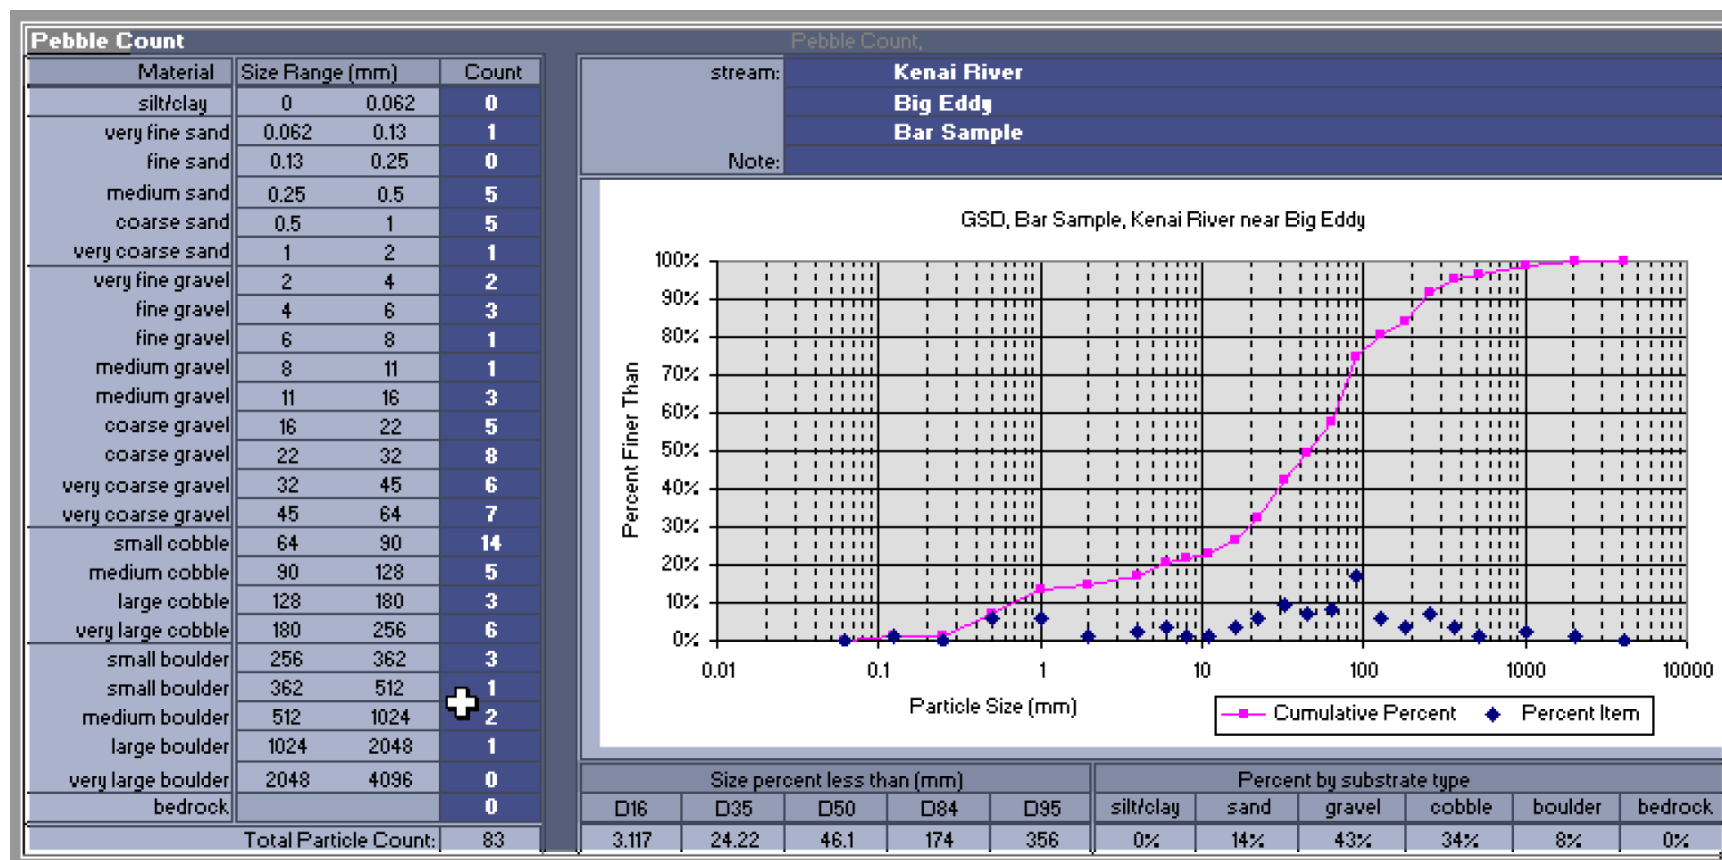 Pebble Count
Pebble Count,
Material Size Range (mm) Count
silt/clay 0 0.062 0
very fine sand 0.062 0.13 1
fine sand 0.13 0.25 0
medium sand 0.25 0.5 5
coarse sand 0.5 1 5
very coarse sand 1 2 1
very fine gravel 2 4 2
fine gravel 4 6 3
fine gravel 6 8 1
medium gravel 8 11 1
medium gravel 11 16 3
coarse gravel 16 22 5
coarse gravel 22 32 8
very coarse gravel 32 45 6
very coarse gravel 45 64 7
small cobble 64 90 14
medium cobble 90 128 5
large cobble 128 180 3
very large cobble 180 256 6
small boulder 256 362 3
small boulder 362 512 1
medium boulder 512 1024 2
large boulder 1024 2048 1
very large boulder 2048 4096 0
bedrock 0
Total Particle Count: 83
stream: Kenai River
Big Eddy
Bar Sample
Note:
GSD, Bar Sample, Kenai River near Big Eddy
Percent Finer Than
100%
90%
80%
70%
60%
50%
40%
30%
20%
10%
0%
0.01 0.1 1 10 100 1000 10000
Particle Size (mm)
Cumulative Percent Percent Item
Size percent less than (mm) Percent by substrate type
D16 D35 D50 D84 D95 silt/clay sand gravel cobble boulder bedrock
3.117 24.22 46.1 174 356 0% 14% 43% 34% 8% 0%